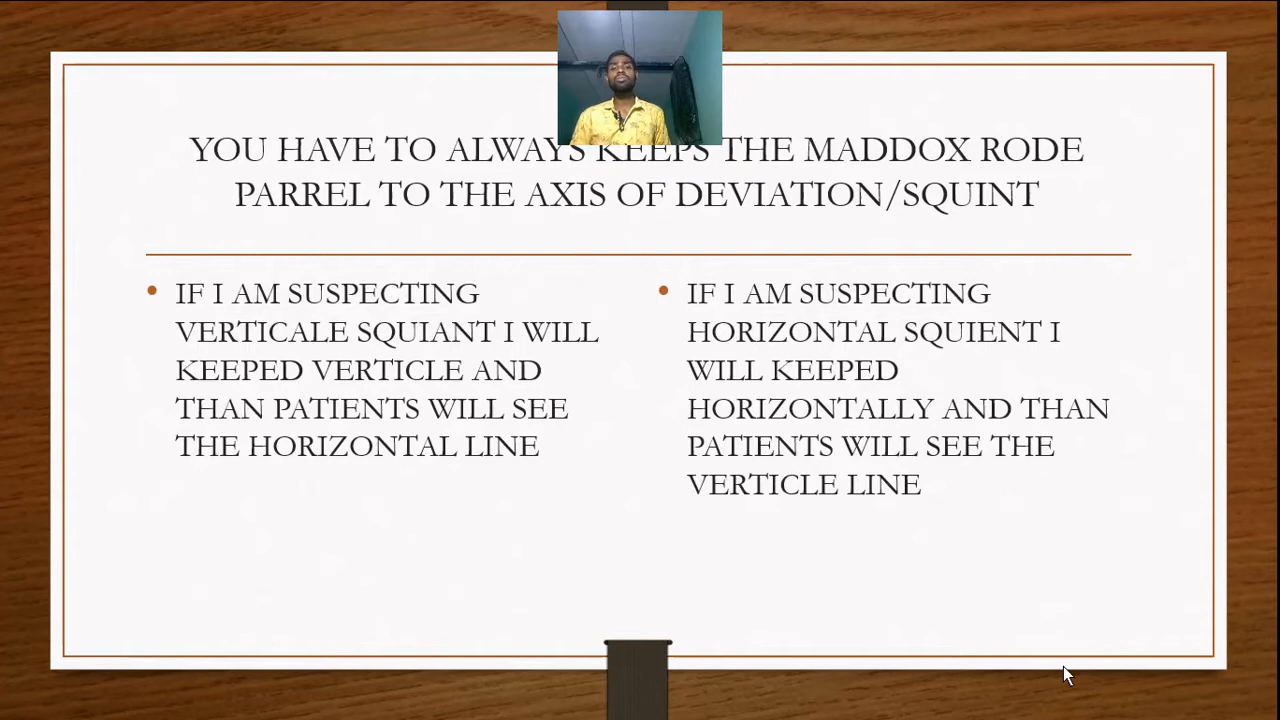 YOU HAVE TO ALWAYS KEEPS THE MADDOX RODE
PARREL TO THE AXIS OF DEVIATION/SQUINT
IF I AM SUSPECTING
VERTICALE SQUIANT I WILL
KEEPED VERTICLE AND
THAN PATIENTS WILL SEE
THE HORIZONTAL LINE
IF I AM SUSPECTING
HORIZONTAL SQUIENT I
WILL KEEPED
HORIZONTALLY AND THAN
PATIENTS WILL SEE THE
VERTICLE LINE